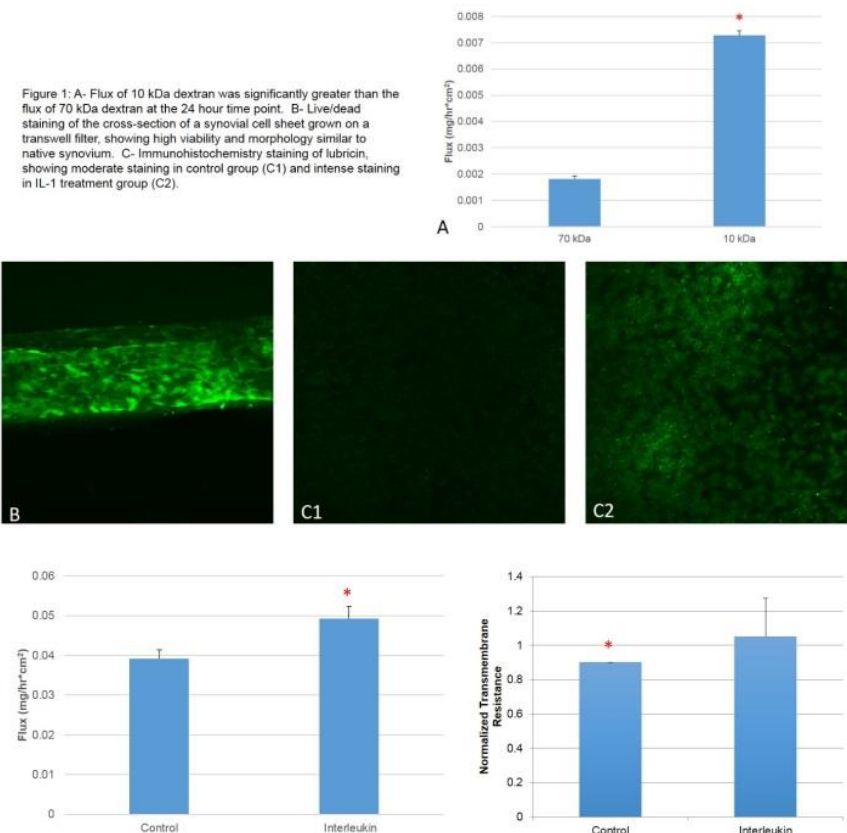 Figure 1: A- Flux of 10 kDa dextran was significantly greater than the
flux of 70 kDa dextran at the 24 hour time point. B- Live/dead
staining of the cross-section of a synovial cell sheet grown on a
transwell filter, showing high viability and morphology similar to
native synovium. C- Immunohistochemistry staining of lubricin,
showing moderate staining in control group (C1) and intense staining
in IL-1 treatment group (C2).
Flux (mg/hr*cm²)
0.008
0.007
0.006
0.005
0.004
0.003
0.002
0.001
0
*
70 kDa
10 kDa
A
B
C1
C2
Flux (mg/hr*cm²)
0.06
0.05
0.04
0.03
0.02
0.01
0
*
Control
Interleukin
Normalized Transmembrane
Resistance
1.4
1.2
1
0.8
0.6
0.4
0.2
0
*
Control
Interleukin